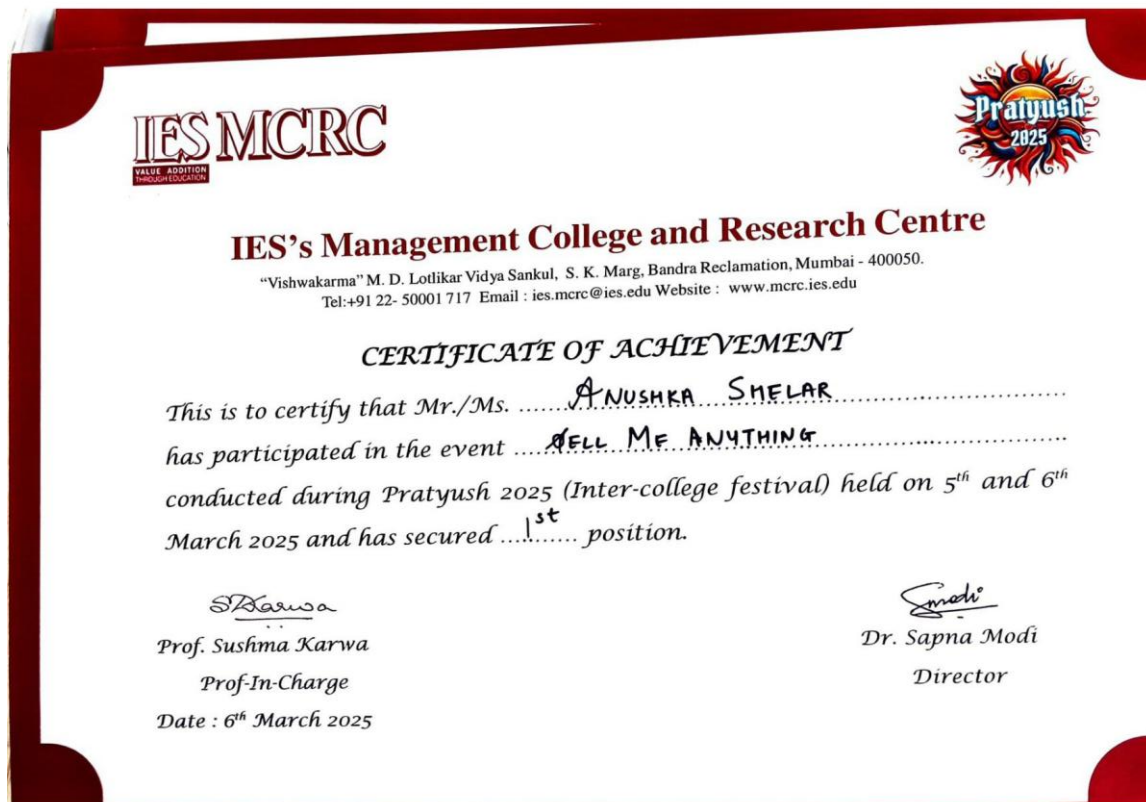 IES MCRC
VALUE ADDITION
THROUGH EDUCATION
Pratyush
2025
IES's Management College and Research Centre
"Vishwakarma" M. D. Lotlikar Vidya Sankul, S. K. Marg, Bandra Reclamation, Mumbai - 400050.
Tel:+91 22- 50001 717 Email : ies.mcrc@ies.edu Website : www.mcrc.ies.edu
CERTIFICATE OF ACHIEVEMENT
This is to certify that Mr./Ms. ANUSHKA SHELAR
has participated in the event SELL ME ANYTHING
conducted during Pratyush 2025 (Inter-college festival) held on 5th and 6th
March 2025 and has secured 1st position.
SDKarwa
Smodi
Prof. Sushma Karwa
Dr. Sapna Modi
Prof-In-Charge
Director
Date : 6th March 2025